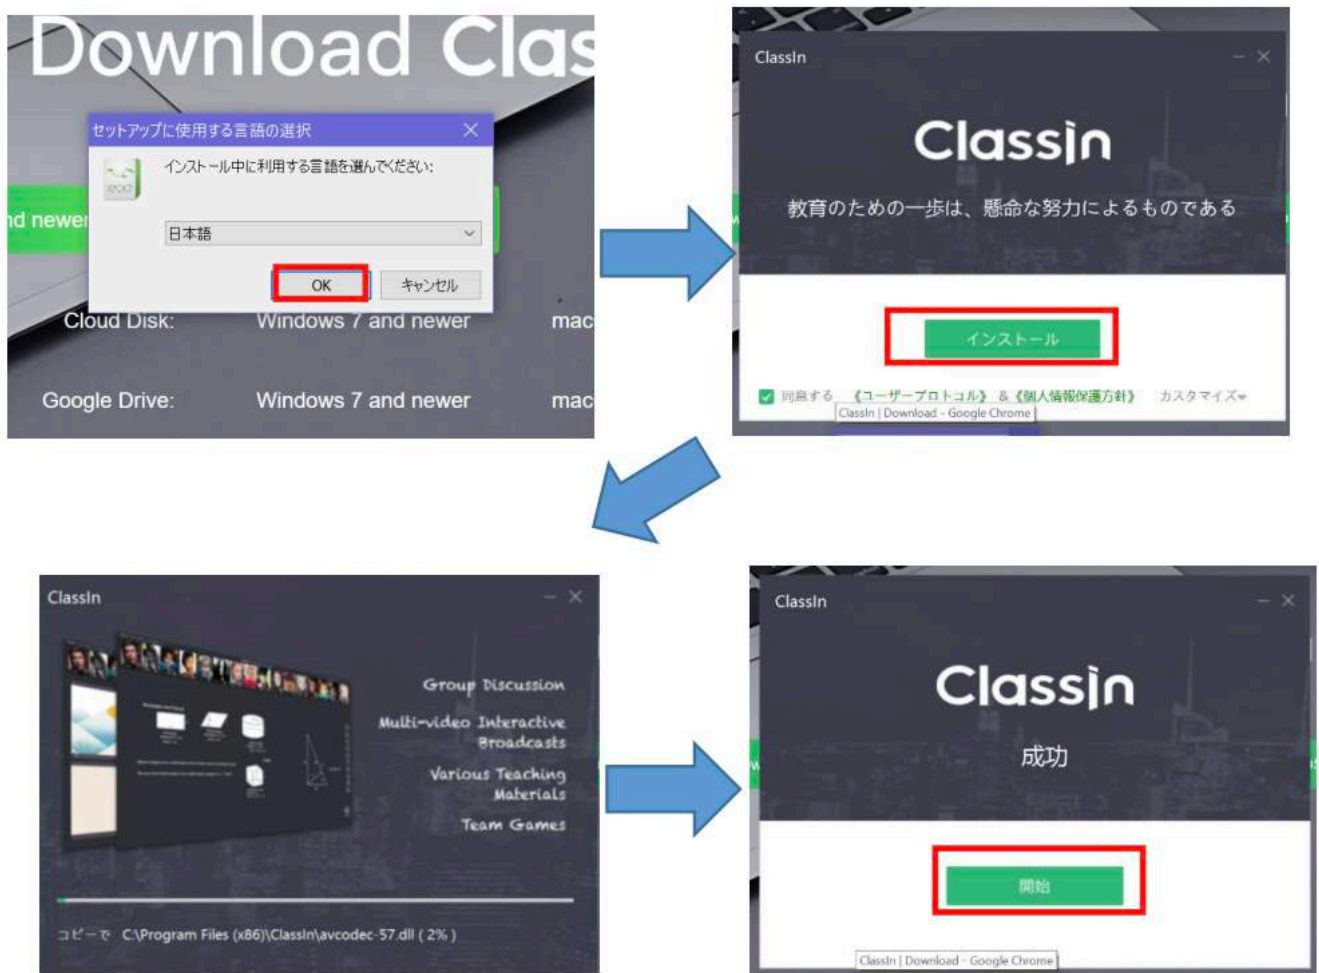 Download Clas
セットアップに使用する言語の選択
インストール中に利用する言語を選んでください:
nd newer
日本語
OK
キャンセル
Cloud Disk:
Windows 7 and newer
mac
Google Drive:
Windows 7 and newer
mac
ClassIn
ClassIn
教育のための一歩は、懸命な努力によるものである
インストール
同意する 《ユーザープロトコル》 &《個人情報保護方針》 カスタマイズ
ClassIn | Download - Google Chrome
ClassIn
Group Discussion
Multi-video Interactive
Broadcasts
Various Teaching
Materials
Team Games
コピーで C:\Program Files (x86)\ClassIn\avcodec-57.dll ( 2% )
ClassIn
ClassIn
成功
開始
ClassIn | Download - Google Chrome